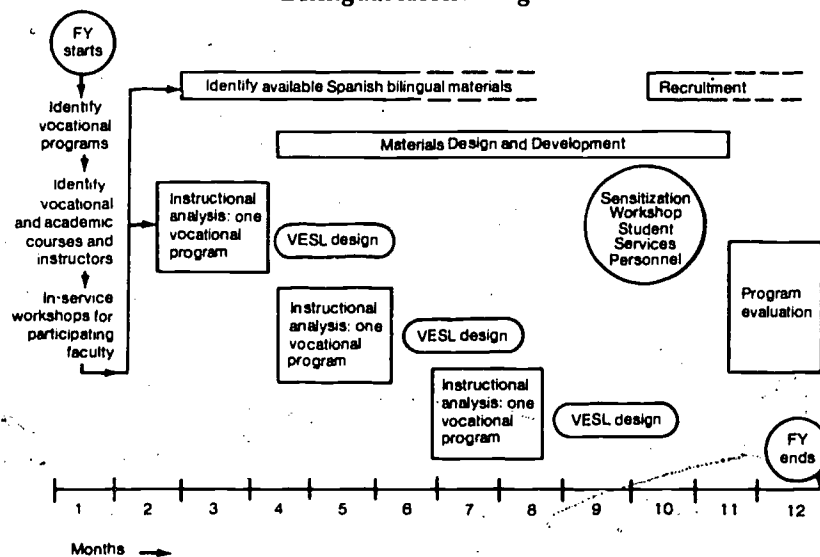 FY
starts
Identify
vocational
programs
Identify
vocational
and academic
courses and
instructors
In-service
workshops for
participating
faculty
Identify available Spanish bilingual materials
Recruitment
Materials Design and Development
Instructional
analysis: one
vocational
program
VESL design
Sensitization
Workshop
Student
Services
Personnel
Instructional
analysis: one
vocational
program
VESL design
Program
evaluation
Instructional
analysis: one
vocational
program
VESL design
FY
ends
1 2 3 4 5 6 7 8 9 10 11 12
Months